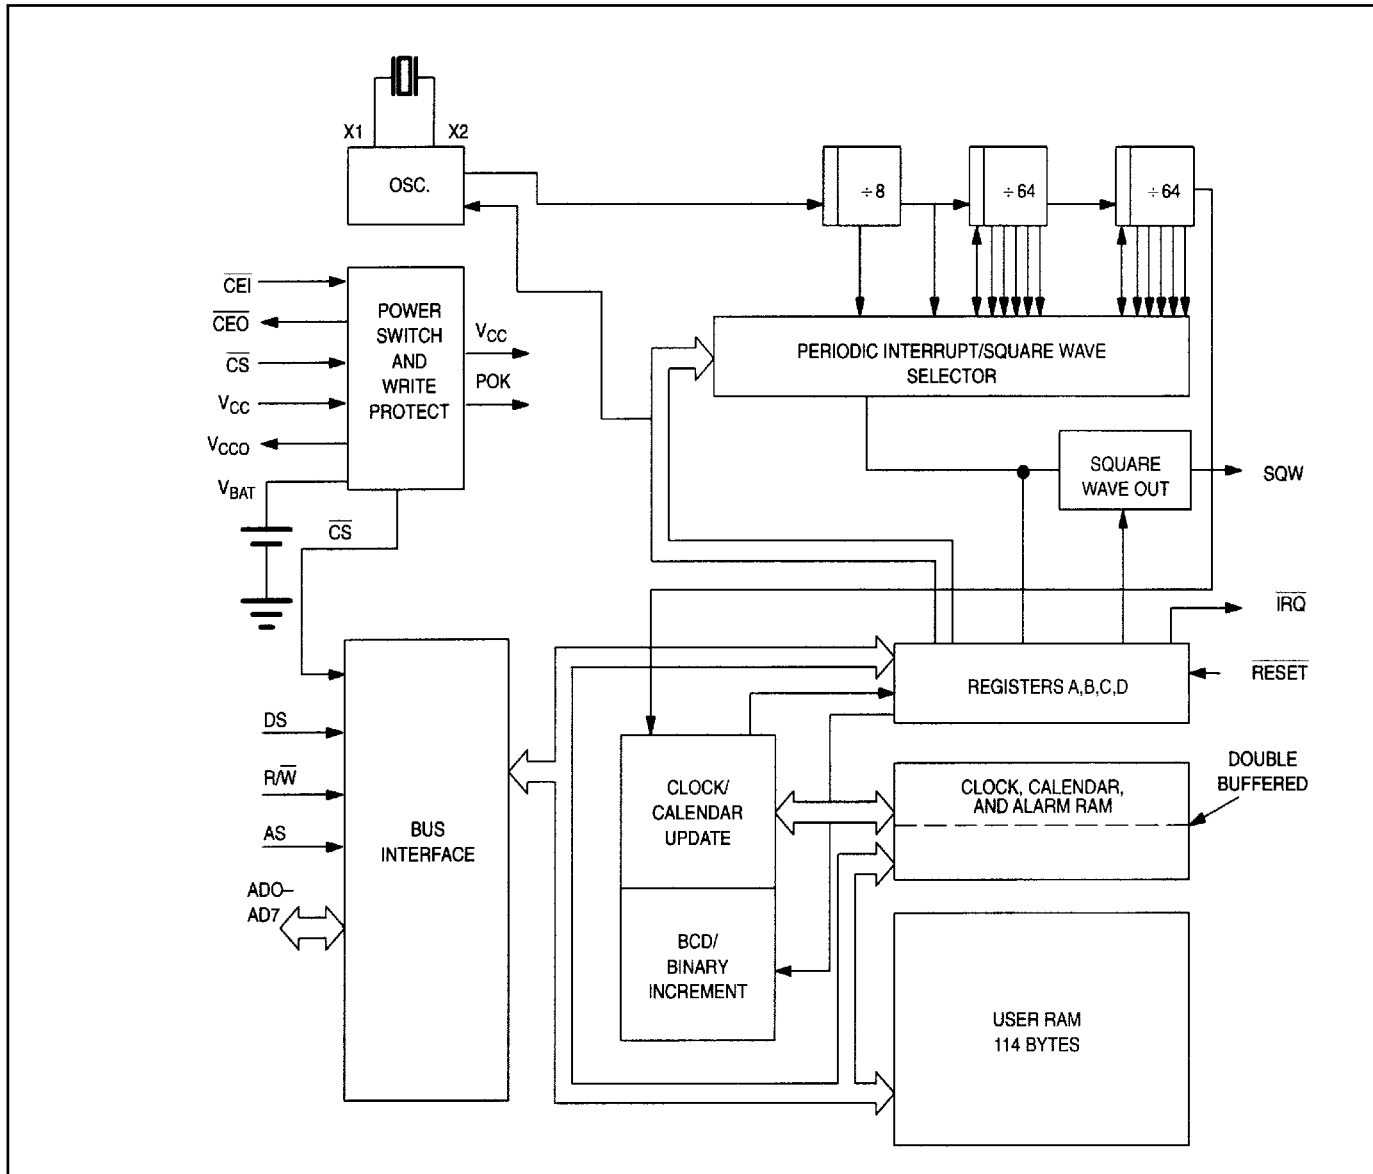 X1
X2
OSC.
÷8
÷64
÷64
CEI
CEO
CS
VCC
VCCO
VBAT
POWER
SWITCH
AND
WRITE
PROTECT
VCC
POK
CS
PERIODIC INTERRUPT/SQUARE WAVE
SELECTOR
SQUARE
WAVE OUT
SQW
IRQ
RESET
REGISTERS A,B,C,D
DS
R/W
AS
ADO–
AD7
BUS
INTERFACE
CLOCK/
CALENDAR
UPDATE
BCD/
BINARY
INCREMENT
CLOCK, CALENDAR,
AND ALARM RAM
DOUBLE
BUFFERED
USER RAM
114 BYTES